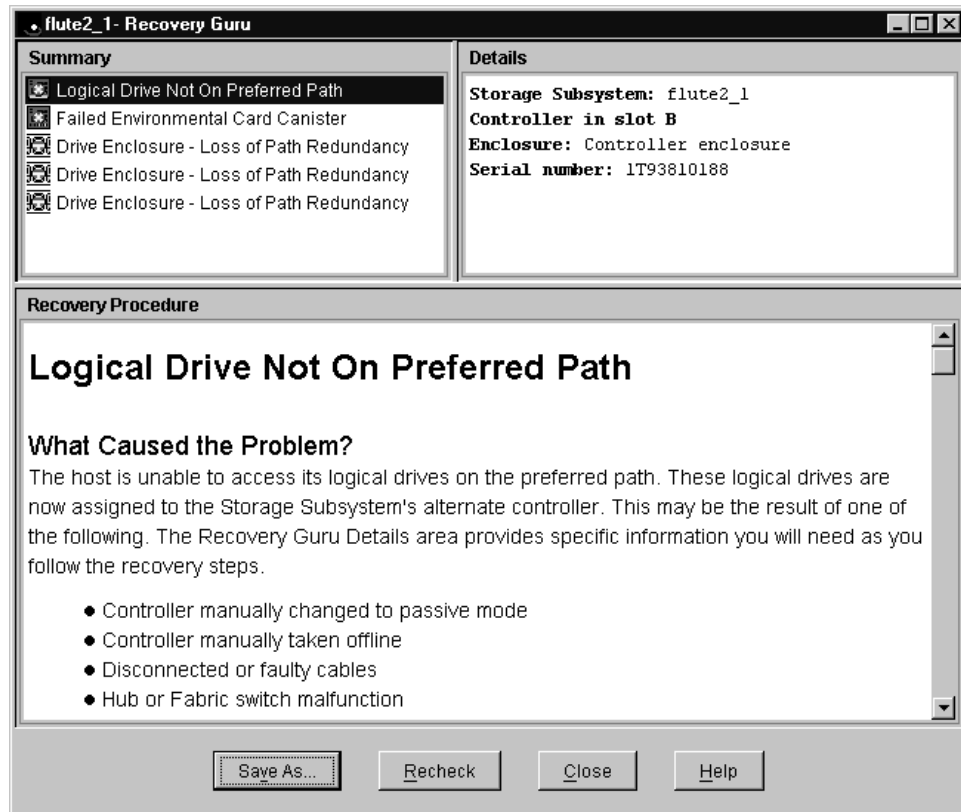 flute2_1- Recovery Guru
Summary
Logical Drive Not On Preferred Path
Failed Environmental Card Canister
Drive Enclosure - Loss of Path Redundancy
Drive Enclosure - Loss of Path Redundancy
Drive Enclosure - Loss of Path Redundancy
Details
Storage Subsystem: flute2_1
Controller in slot B
Enclosure: Controller enclosure
Serial number: 1T93810188
Recovery Procedure
Logical Drive Not On Preferred Path
What Caused the Problem?
The host is unable to access its logical drives on the preferred path. These logical drives are
now assigned to the Storage Subsystem's alternate controller. This may be the result of one of
the following. The Recovery Guru Details area provides specific information you will need as you
follow the recovery steps.
● Controller manually changed to passive mode
● Controller manually taken offline
● Disconnected or faulty cables
● Hub or Fabric switch malfunction
Save As...
Recheck
Close
Help